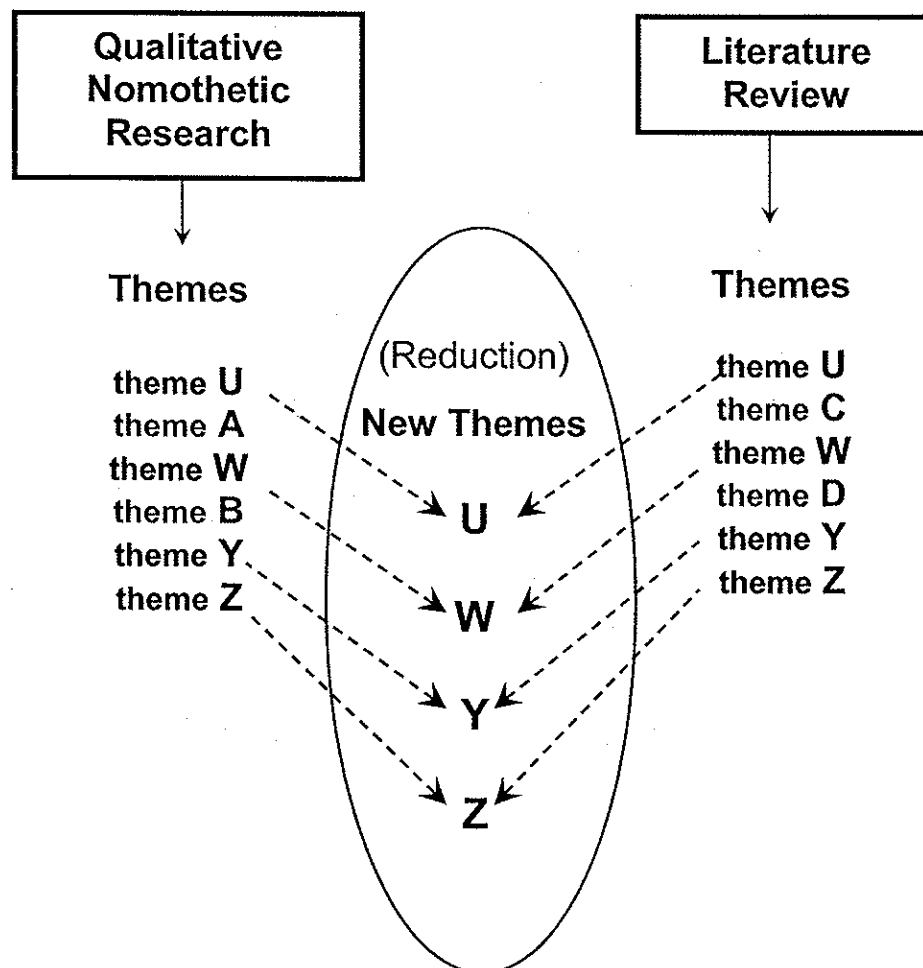 Qualitative
Nomothetic
Research
Literature
Review
Themes
theme U
theme A
theme W
theme B
theme Y
theme Z
(Reduction)
New Themes
U
W
Y
Z
Themes
theme U
theme C
theme W
theme D
theme Y
theme Z